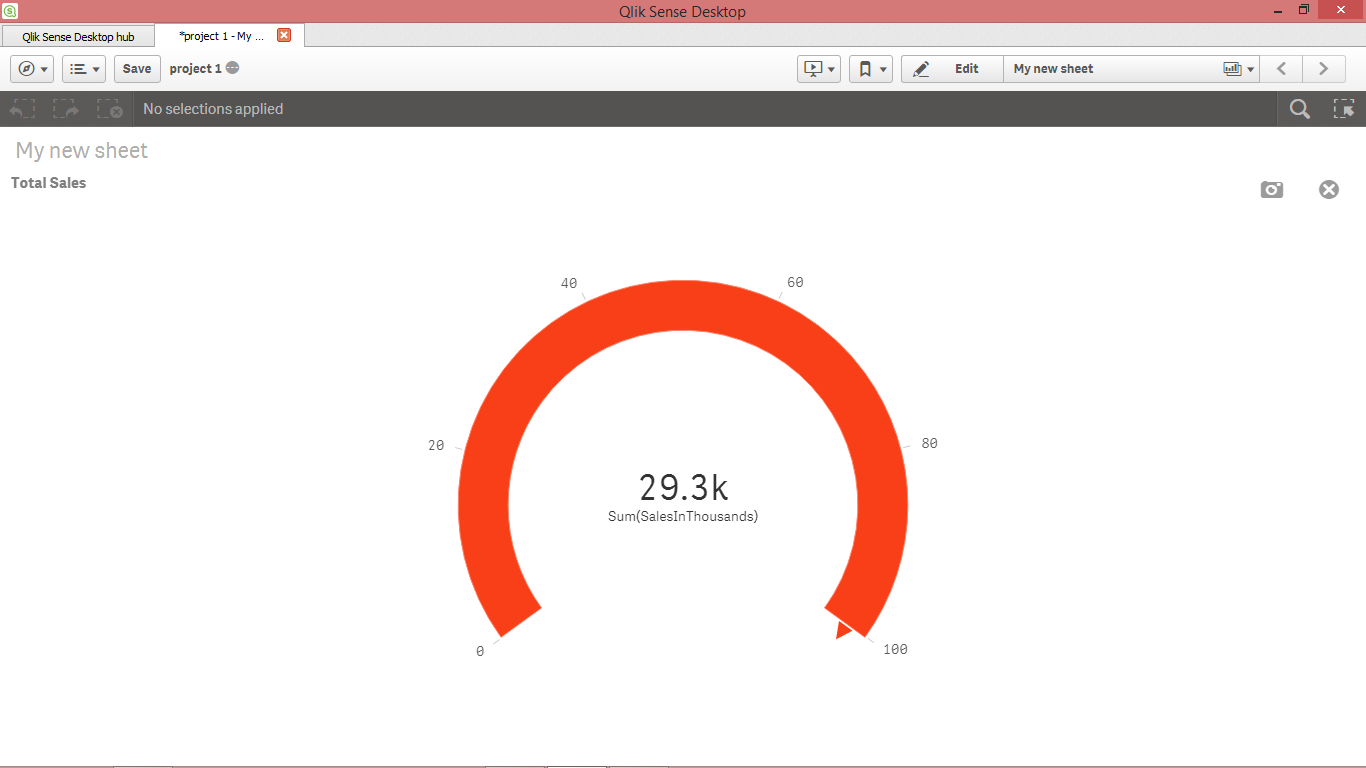 Qlik Sense Desktop
Qlik Sense Desktop hub
*project 1 - My ...
Save
project 1
Edit
My new sheet
No selections applied
My new sheet
Total Sales
40
60
20
80
29.3k
Sum(SalesInThousands)
0
100